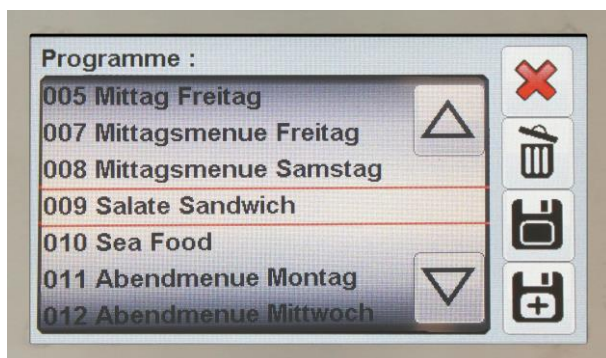 Programme :
005 Mittag Freitag
007 Mittagsmenue Freitag
008 Mittagsmenue Samstag
009 Salate Sandwich
010 Sea Food
011 Abendmenue Montag
012 Abendmenue Mittwoch